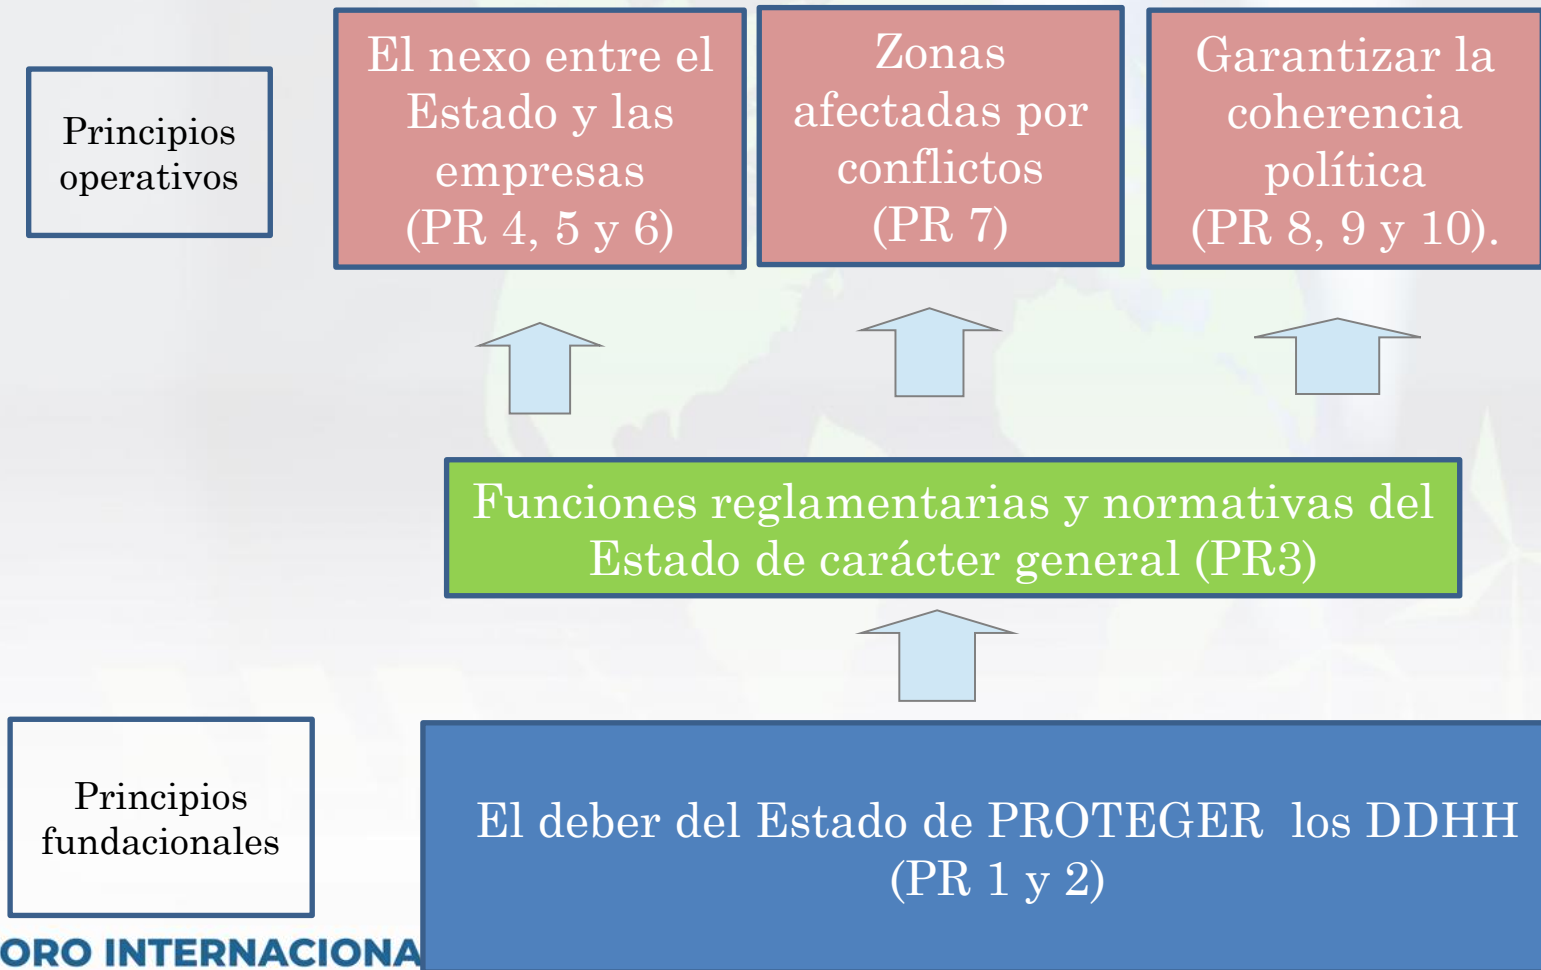 Principios
operativos
El nexo entre el
Estado y las
empresas
(PR 4, 5 y 6)
Zonas
afectadas por
conflictos
(PR 7)
Garantizar la
coherencia
política
(PR 8, 9 y 10).
Funciones reglamentarias y normativas del
Estado de carácter general (PR3)
Principios
fundacionales
El deber del Estado de PROTEGER los DDHH
(PR 1 y 2)
ORO INTERNACIONA